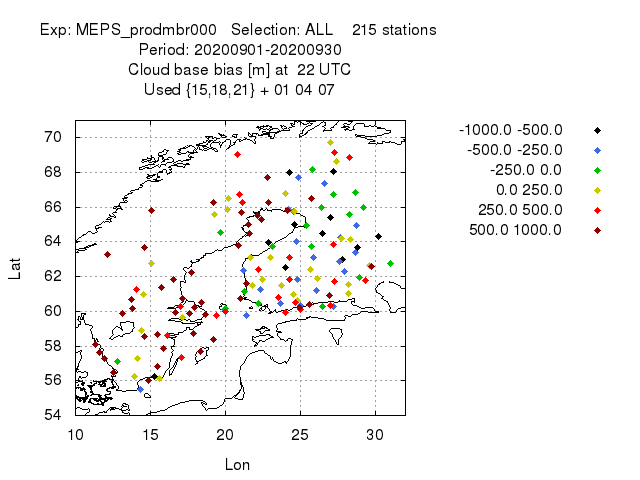 Exp: MEPS_prodmbr000 Selection: ALL 215 stations
Period: 20200901-20200930
Cloud base bias [m] at 22 UTC
Used {15,18,21} + 01 04 07
70
68
66
64
62
60
58
56
54
Lat
10 15 20 25 30
Lon
-1000.0 -500.0
-500.0 -250.0
-250.0 0.0
0.0 250.0
250.0 500.0
500.0 1000.0